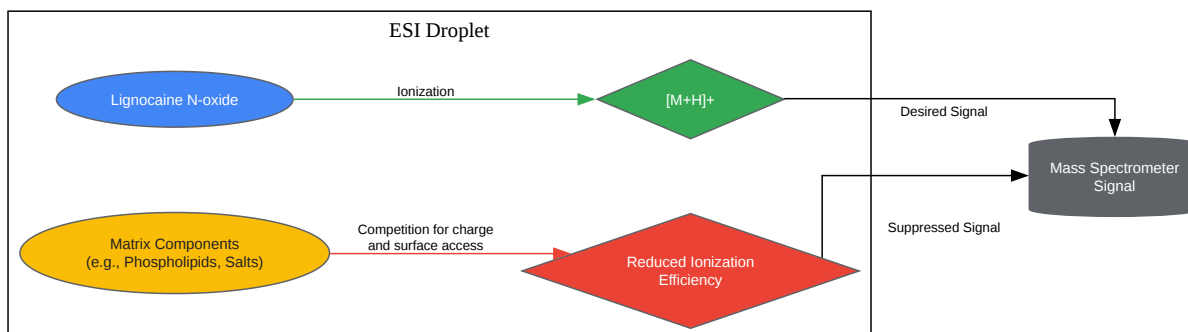 ESI Droplet
Lignocaine N-oxide
Ionization
[M+H]+
Desired Signal
Mass Spectrometer
Signal
Matrix Components
(e.g., Phospholipids, Salts)
Competition for charge
and surface access
Reduced Ionization
Efficiency
Suppressed Signal